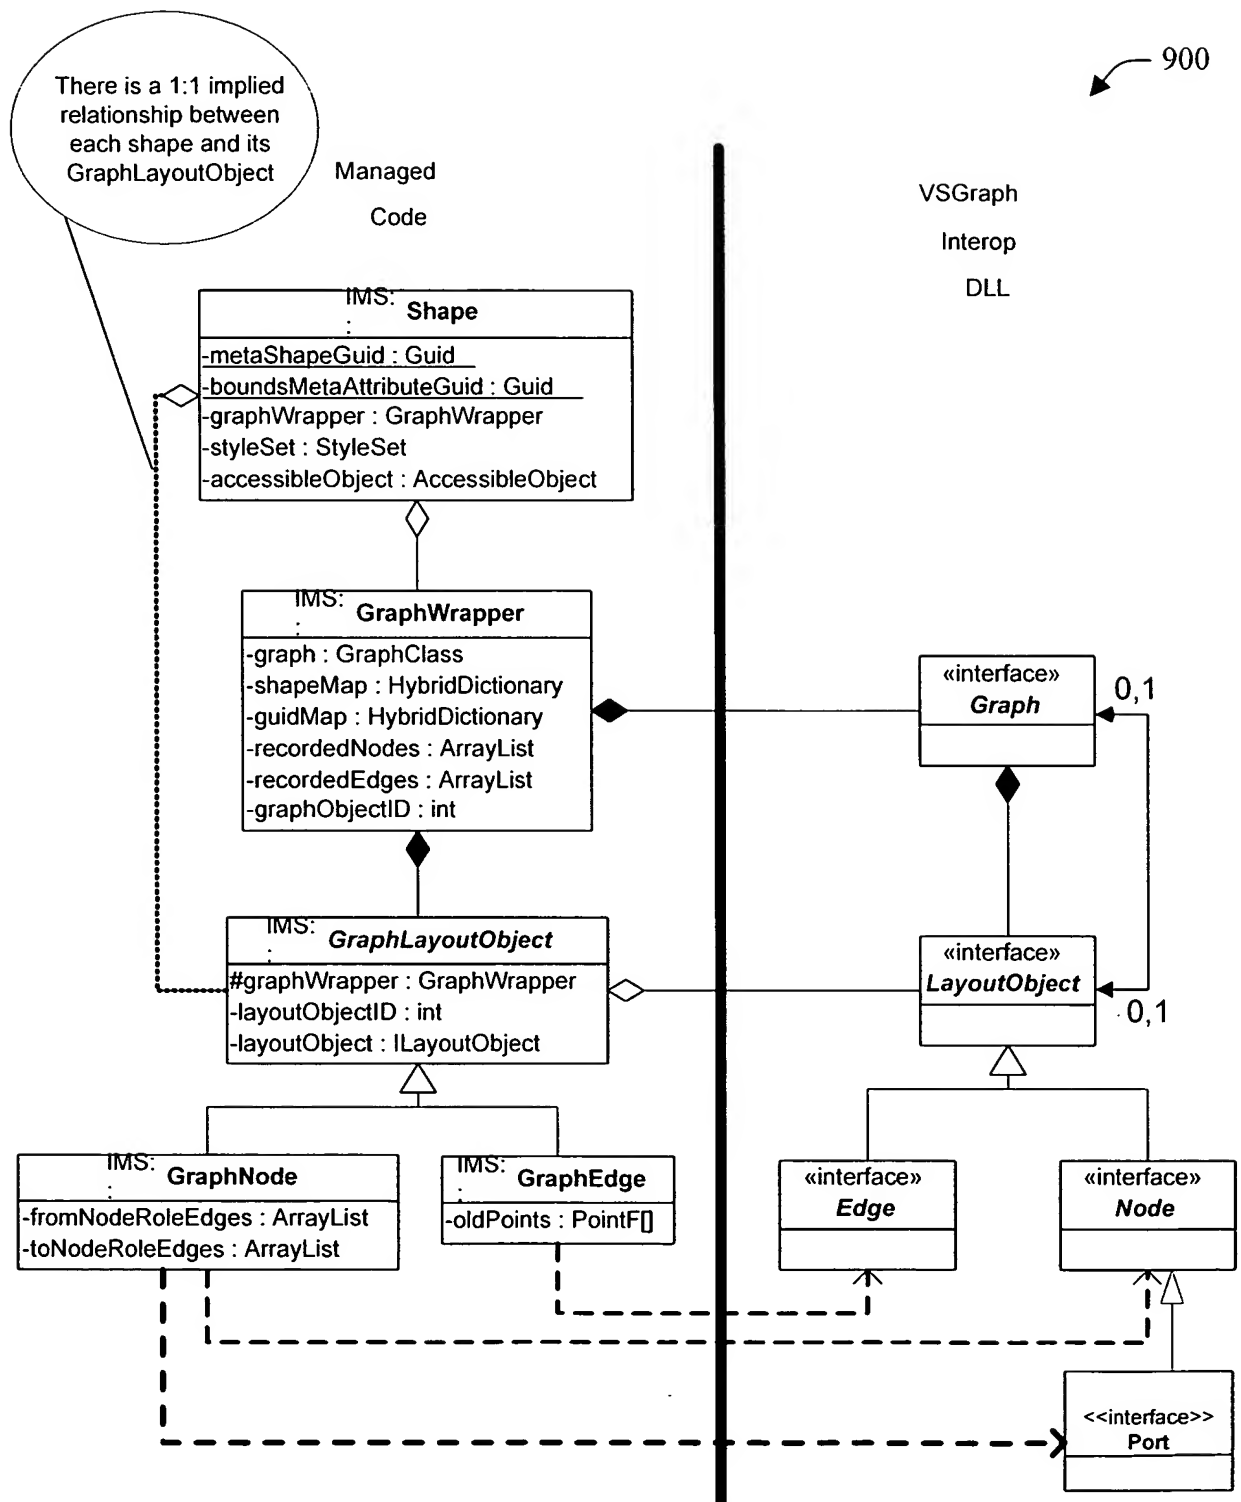 900
There is a 1:1 implied
relationship between
each shape and its
GraphLayoutObject
Managed
Code
VSGraph
Interop
DLL
IMS:
:
Shape
-metaShapeGuid : Guid
-boundsMetaAttributeGuid : Guid
-graphWrapper : GraphWrapper
-styleSet : StyleSet
-accessibleObject : AccessibleObject
IMS:
:
GraphWrapper
-graph : GraphClass
-shapeMap : HybridDictionary
-guidMap : HybridDictionary
-recordedNodes : ArrayList
-recordedEdges : ArrayList
-graphObjectID : int
«interface»
Graph
0,1
IMS:
:
GraphLayoutObject
#graphWrapper : GraphWrapper
-layoutObjectID : int
-layoutObject : ILayoutObject
«interface»
LayoutObject
0,1
IMS:
:
GraphNode
-fromNodeRoleEdges : ArrayList
-toNodeRoleEdges : ArrayList
IMS:
:
GraphEdge
-oldPoints : PointF[]
«interface»
Edge
«interface»
Node
<<interface>>
Port